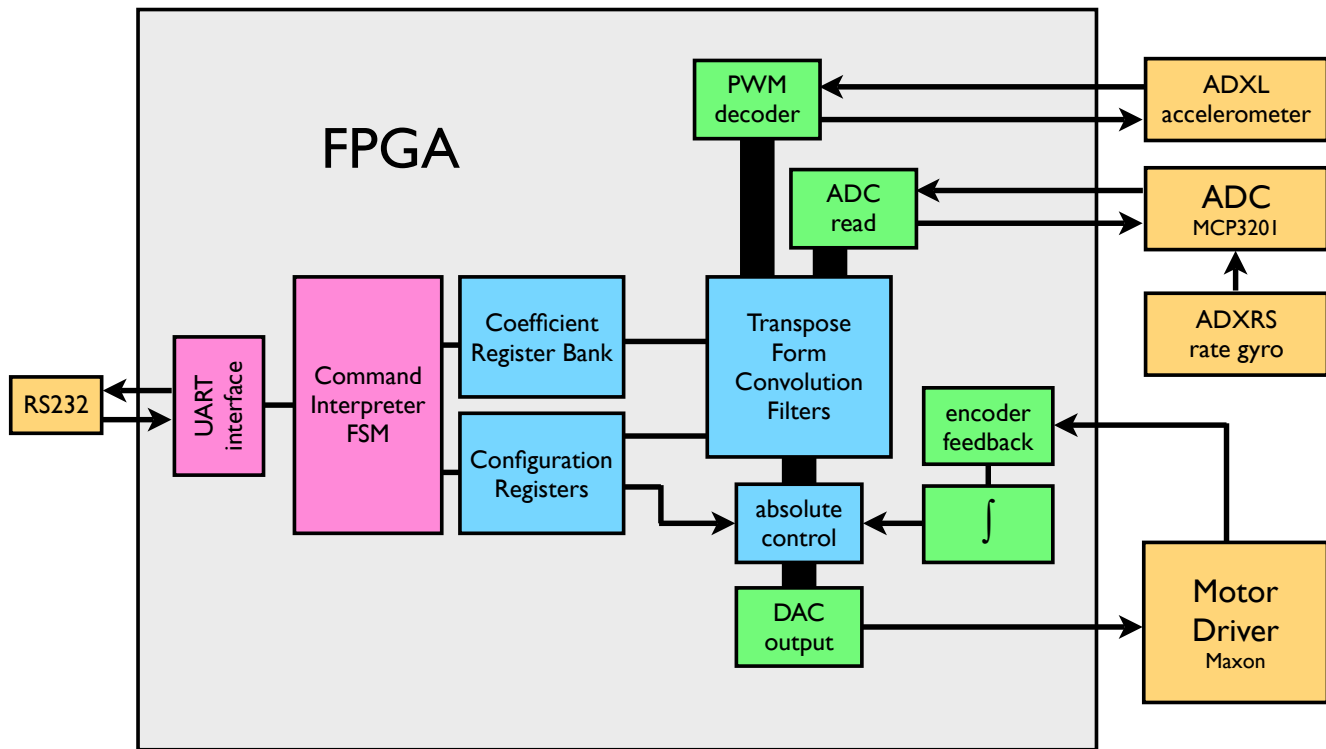 FPGA
PWM
decoder
ADXL
accelerometer
ADC
read
ADC
MCP3201
ADXRS
rate gyro
RS232
UART
interface
Command
Interpreter
FSM
Coefficient
Register Bank
Configuration
Registers
Transpose
Form
Convolution
Filters
encoder
feedback
∫
absolute
control
DAC
output
Motor
Driver
Maxon